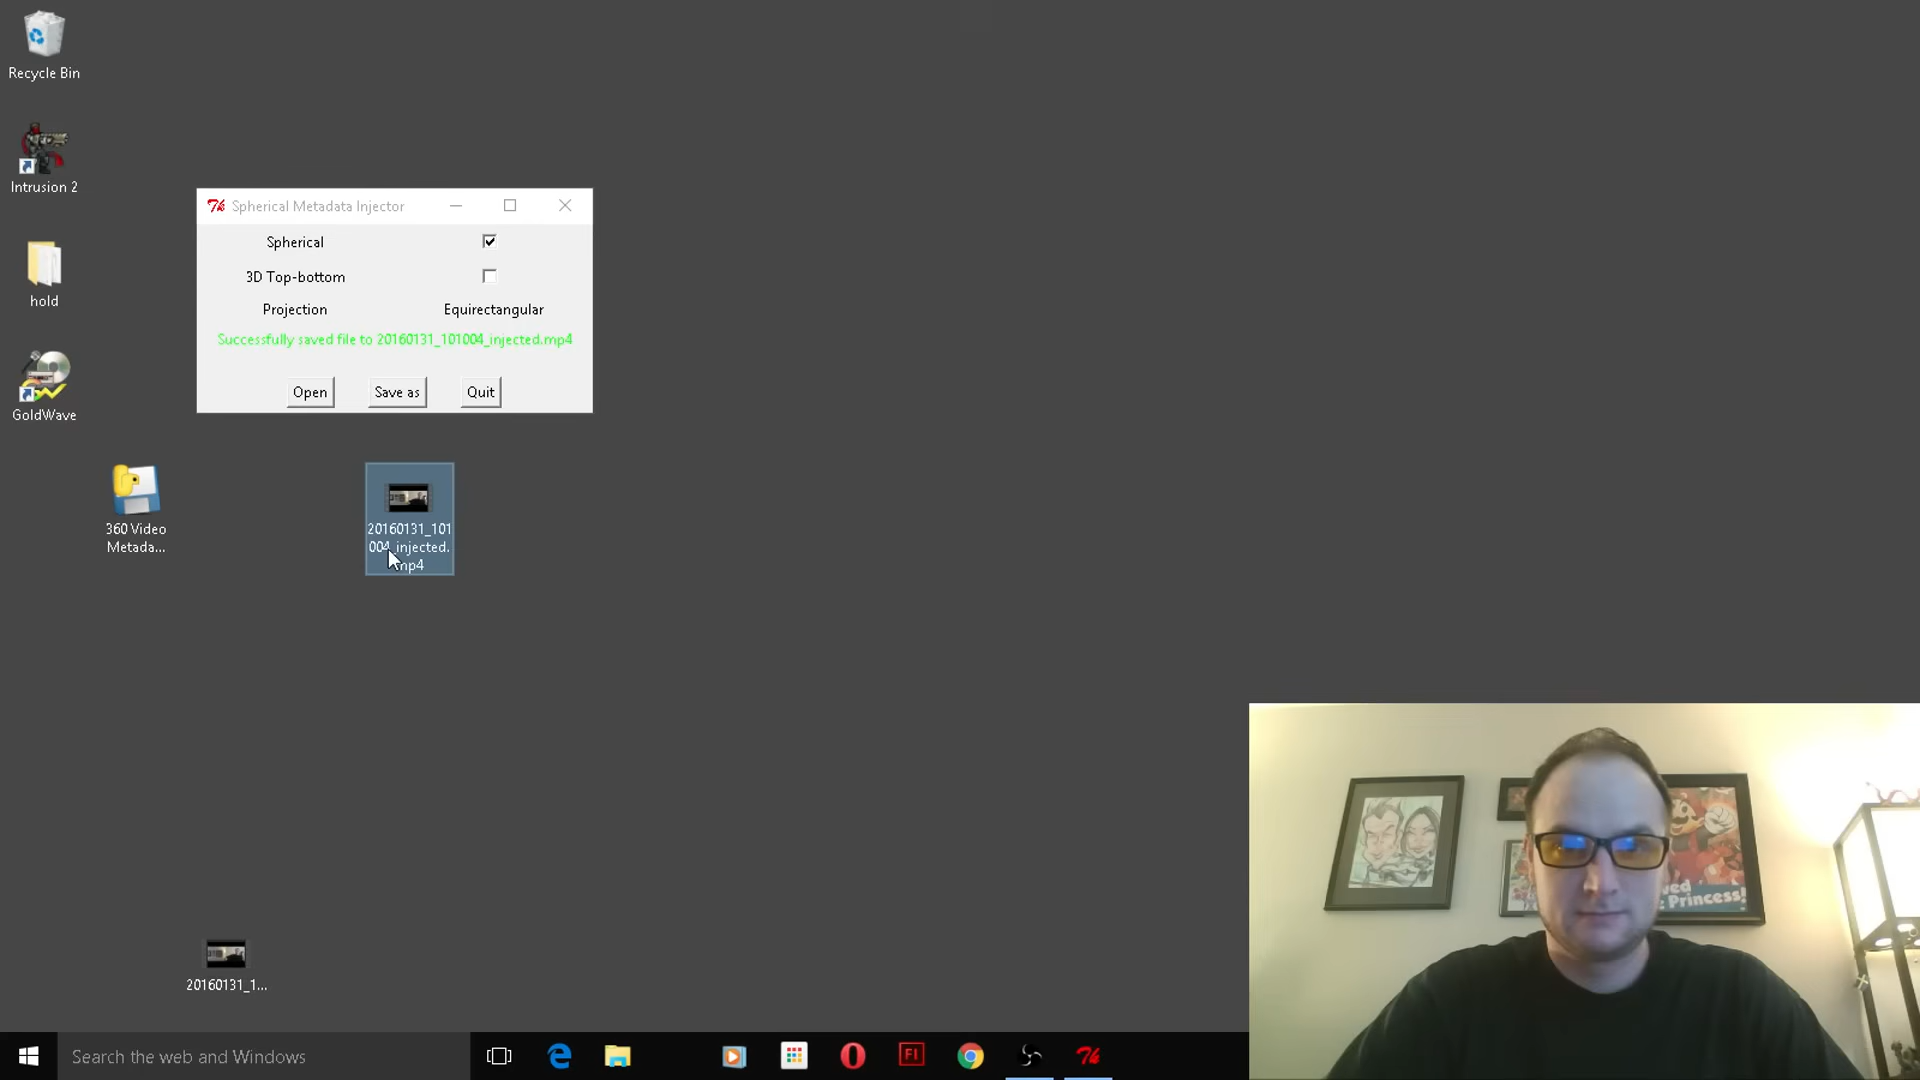 Recycle Bin
Intrusion 2
hold
GoldWave
Spherical Metadata Injector
Spherical
3D Top-bottom
Projection Equirectangular
Successfully saved file to 20160131_101004_injected.mp4
Open Save as Quit
360 Video
Metada...
20160131_101
004_injected.
mp4
20160131_1...
Princess!
Search the web and Windows